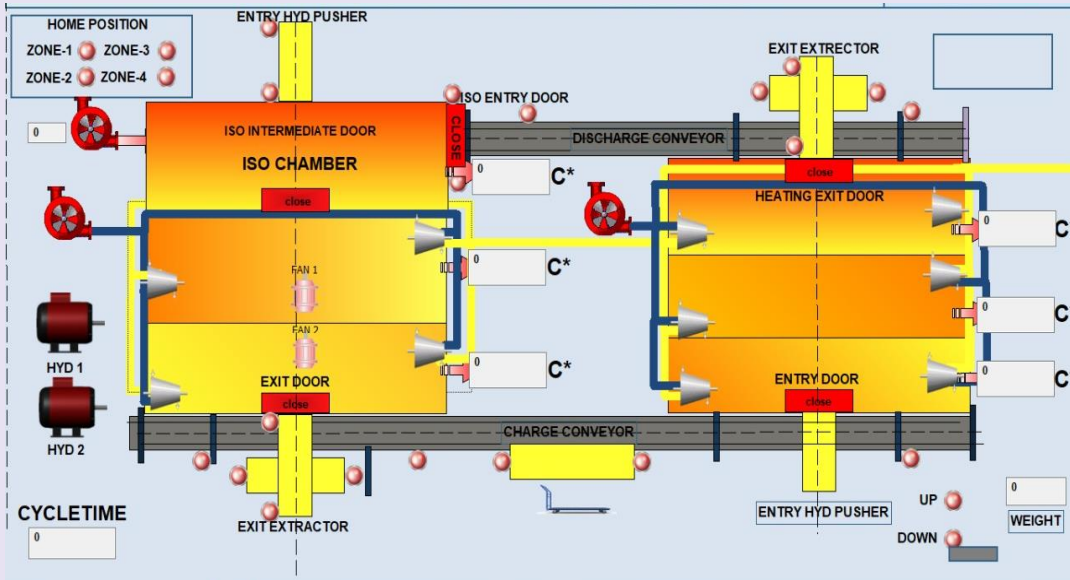 HOME POSITION
ZONE-1 ZONE-3
ZONE-2 ZONE-4
ENTRY HYD PUSHER
EXIT EXTRECTOR
ISO ENTRY DOOR
0
ISO INTERMEDIATE DOOR
CLOSE
DISCHARGE CONVEYOR
ISO CHAMBER
0
C*
close
close
HEATING EXIT DOOR
0
C
0
C*
FAN 1
0
C
HYD 1
FAN 2
0
C*
0
C
EXIT DOOR
ENTRY DOOR
close
close
HYD 2
CHARGE CONVEYOR
CYCLETIME
0
EXIT EXTRACTOR
ENTRY HYD PUSHER
UP
0
WEIGHT
DOWN